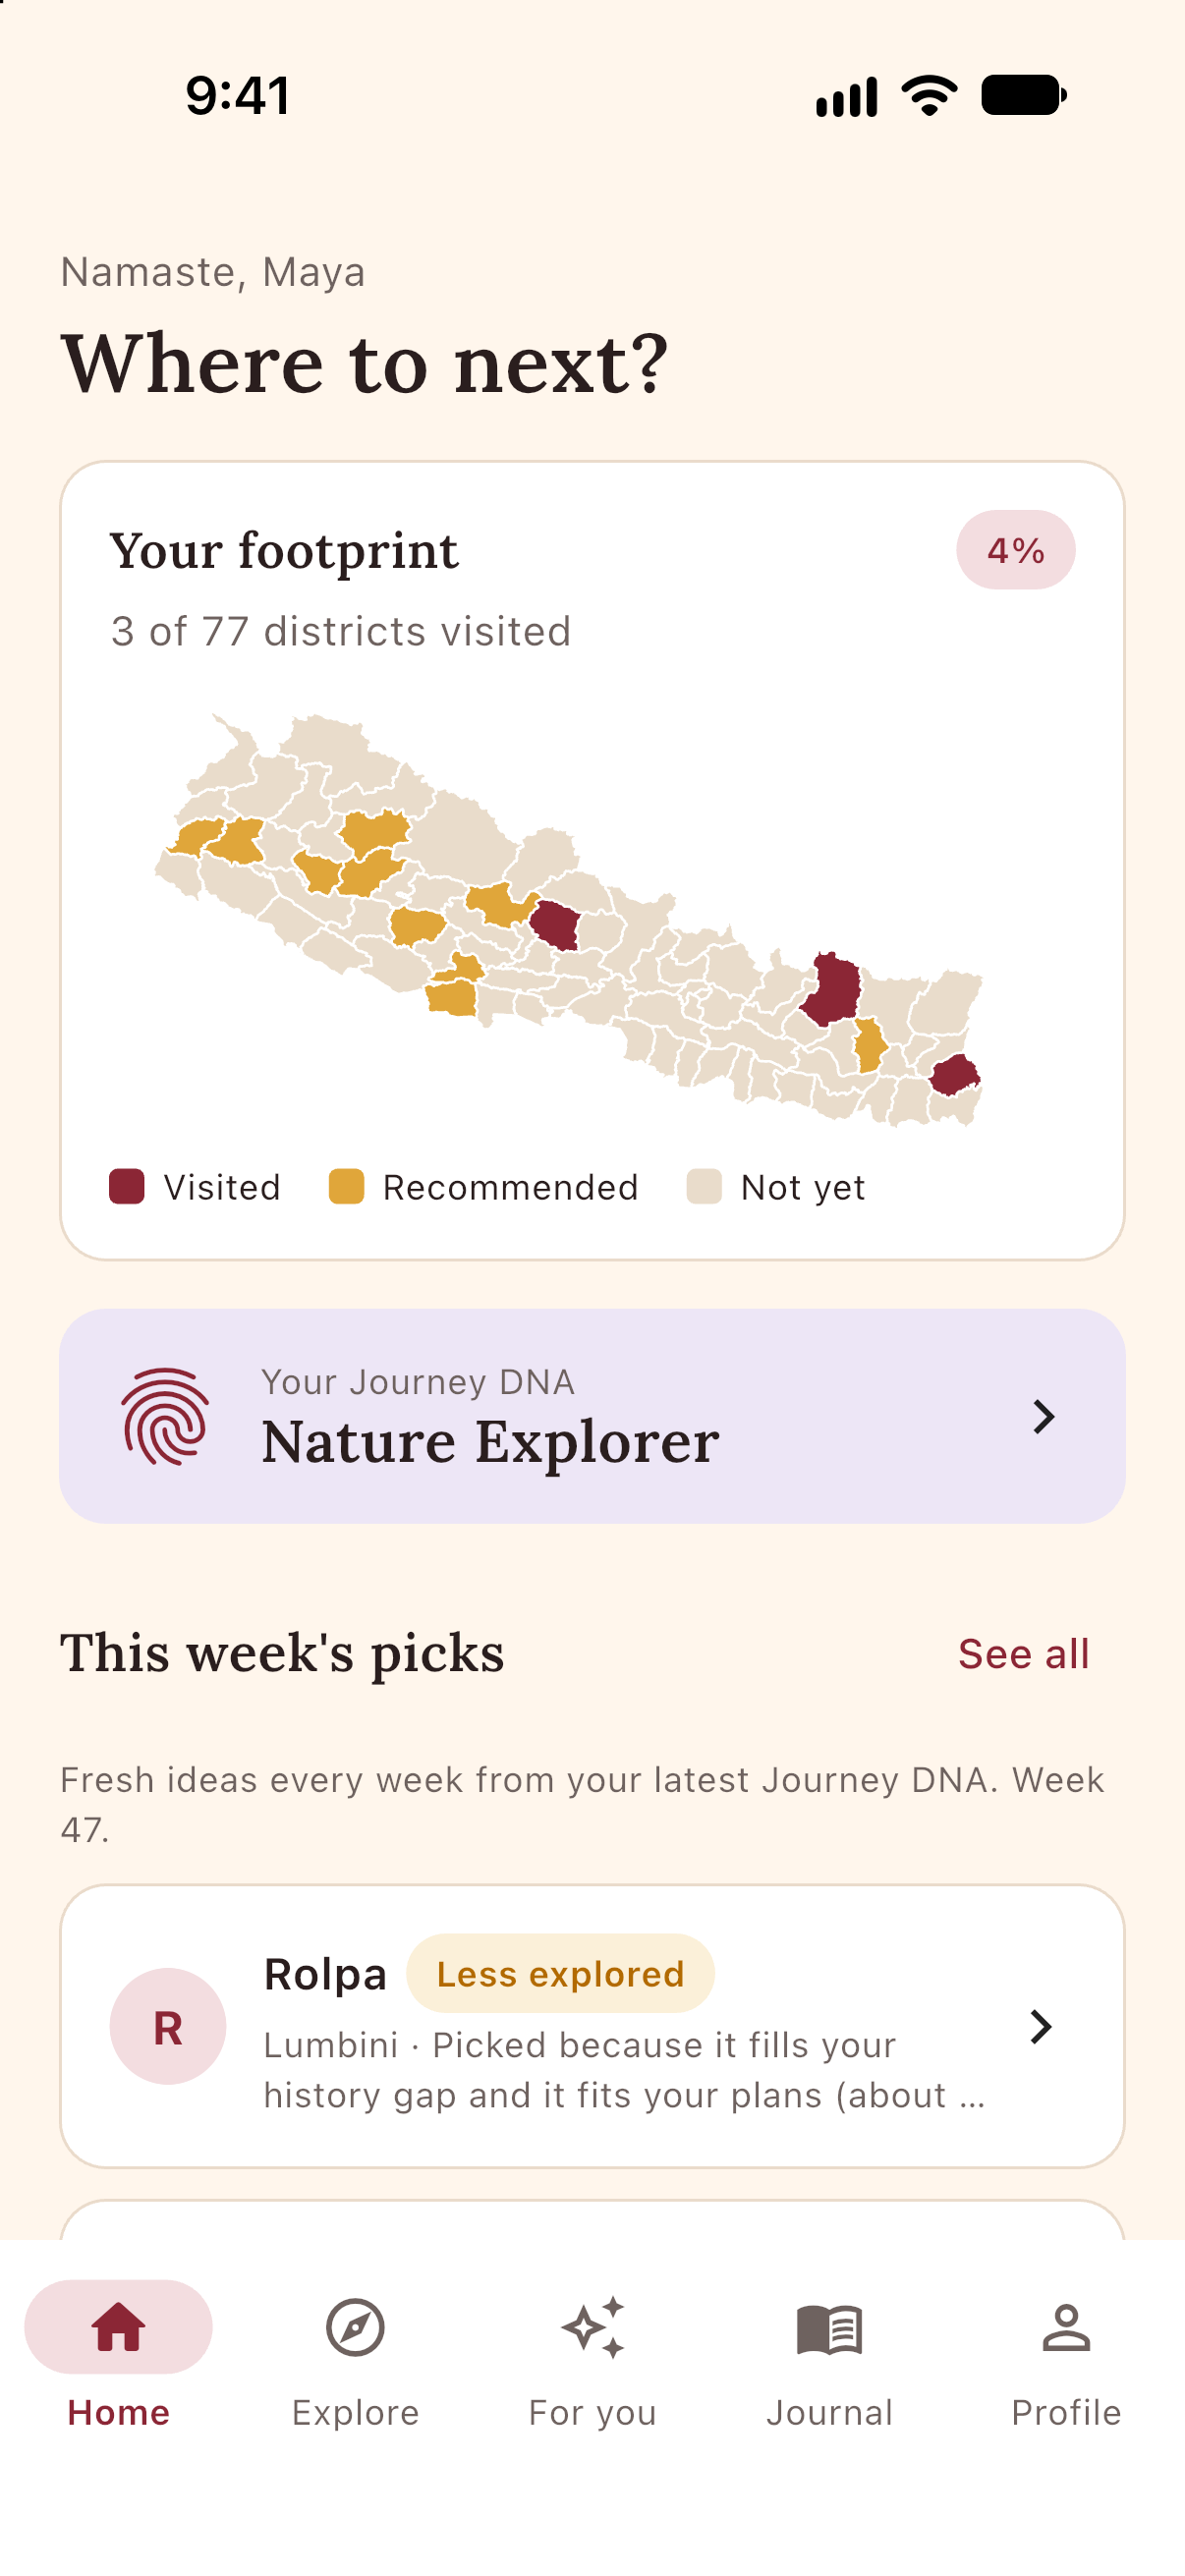 9:41
Namaste, Maya
Where to next?
Your footprint
4%
3 of 77 districts visited
Visited
Recommended
Not yet
Your Journey DNA
Nature Explorer
This week's picks
See all
Fresh ideas every week from your latest Journey DNA. Week
47.
R
Rolpa
Less explored
Lumbini · Picked because it fills your
history gap and it fits your plans (about ...
Home
Explore
For you
Journal
Profile